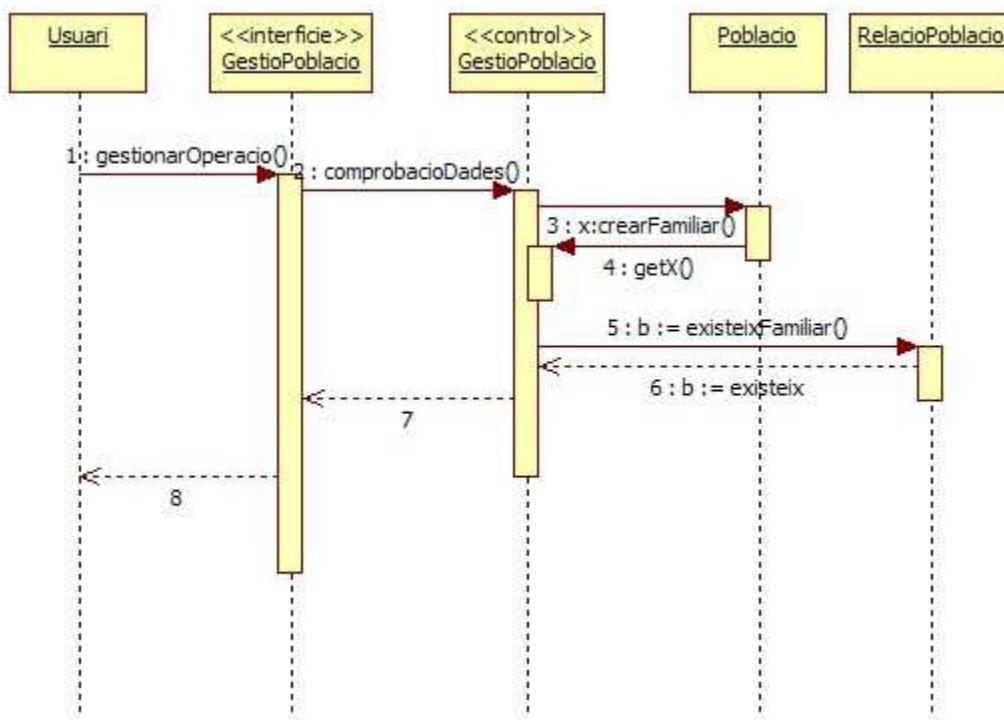 Usuari
<<interficie>>
GestioPoblacio
<<control>>
GestioPoblacio
Poblacio
RelacioPoblacio
1 : gestionarOperacio()
2 : comprobacioDades()
3 : x:crearFamiliar()
4 : getX()
5 : b := existeixFamiliar()
6 : b := existeix
7
8